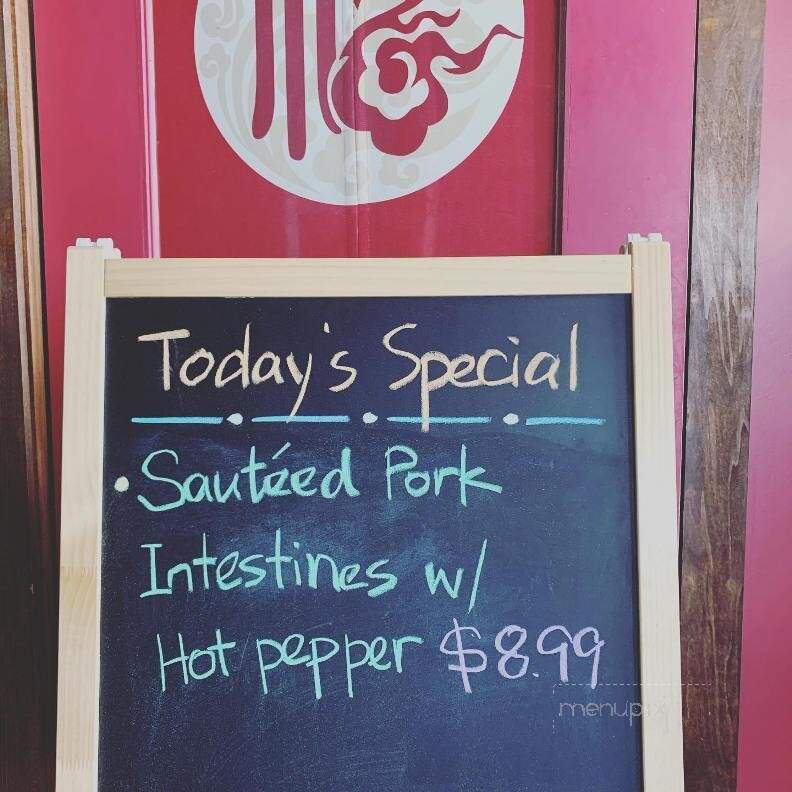 Today's Special
Sautéed Pork
Intestines w/
Hot pepper $8.99
menupix